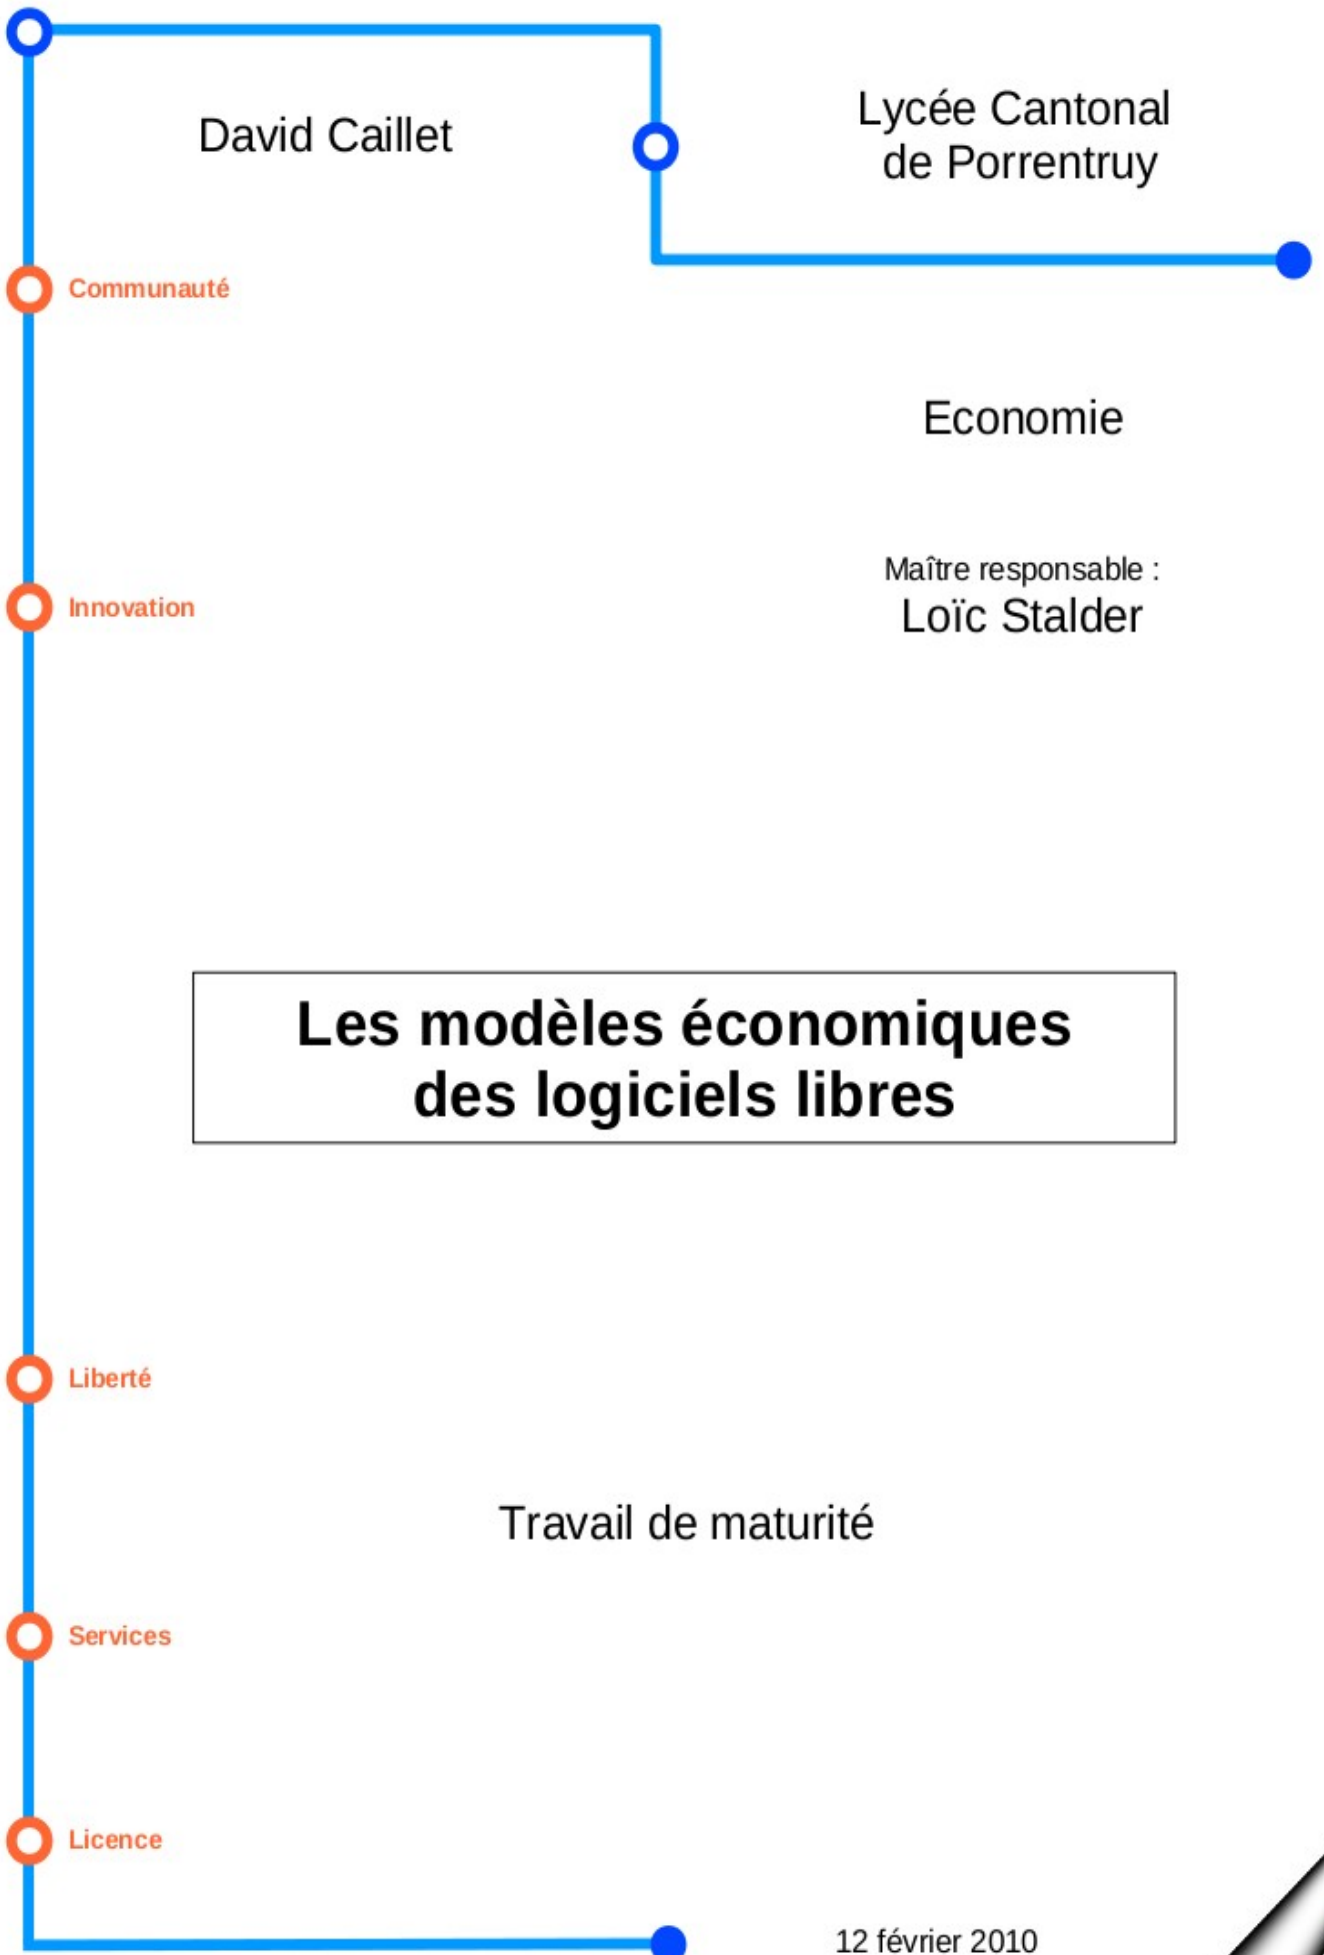 David Caillet
Lycée Cantonal
de Porrentruy
Communauté
Economie
Maître responsable :
Loïc Stalder
Innovation
Les modèles économiques
des logiciels libres
Liberté
Travail de maturité
Services
Licence
12 février 2010